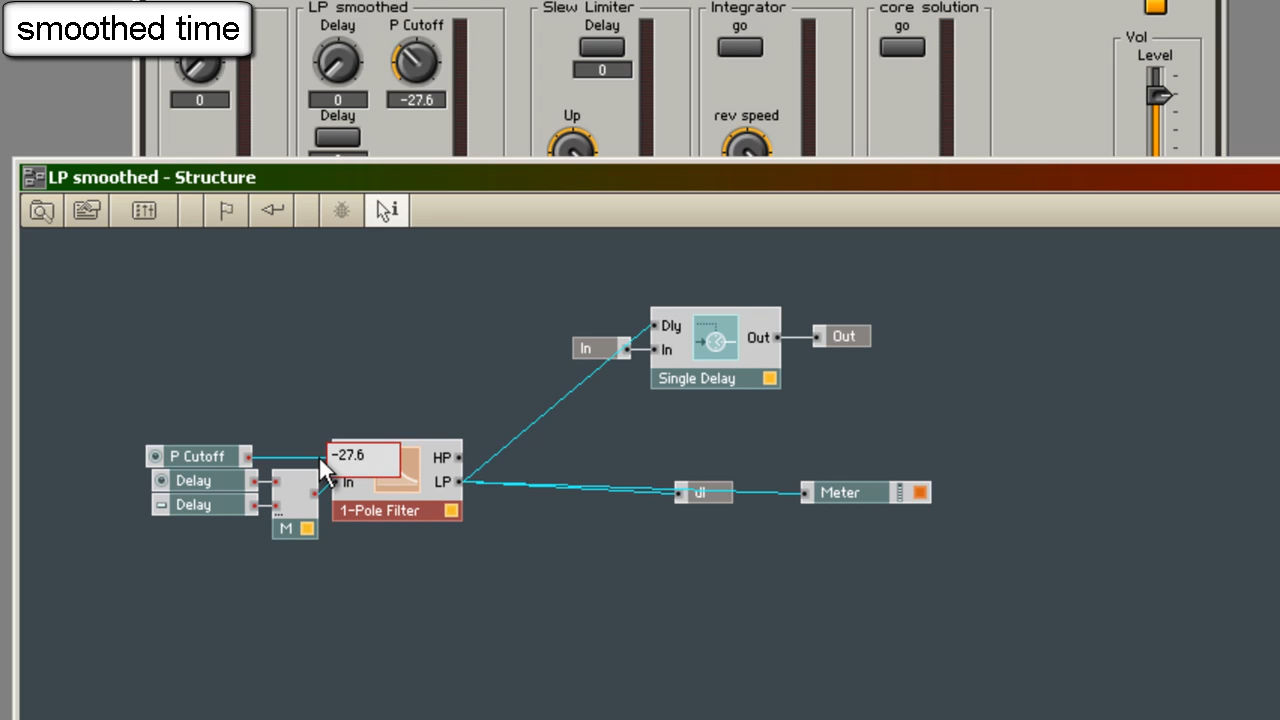 smoothed time
LP smoothed
Slew Limiter
Integrator
core solution
Delay
P Cutoff
Delay
go
go
Vol
Level
0
0
-27.6
0
Delay
Up
rev speed
LP smoothed - Structure
i
Dly
In
In
Out
Out
Single Delay
P Cutoff
-27.6
HP
Delay
In
LP
Delay
...
M
1-Pole Filter
Meter